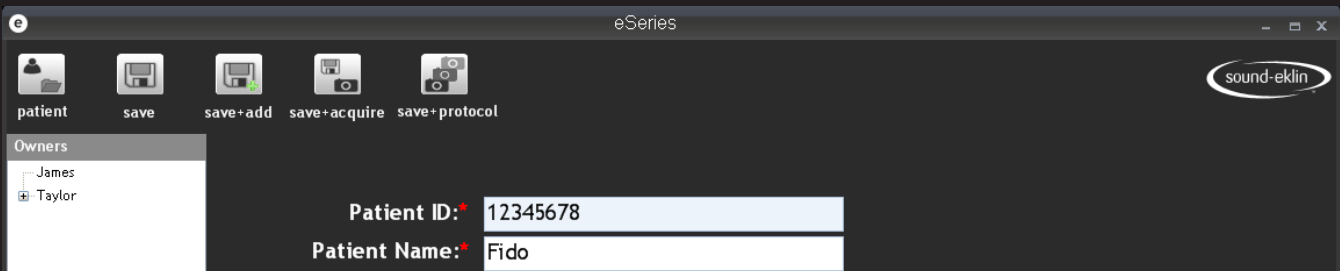 e eSeries
sound-eklin
patient save save+add save+acquire save+protocol
Owners
James
Taylor
Patient ID:* 12345678
Patient Name:* Fido